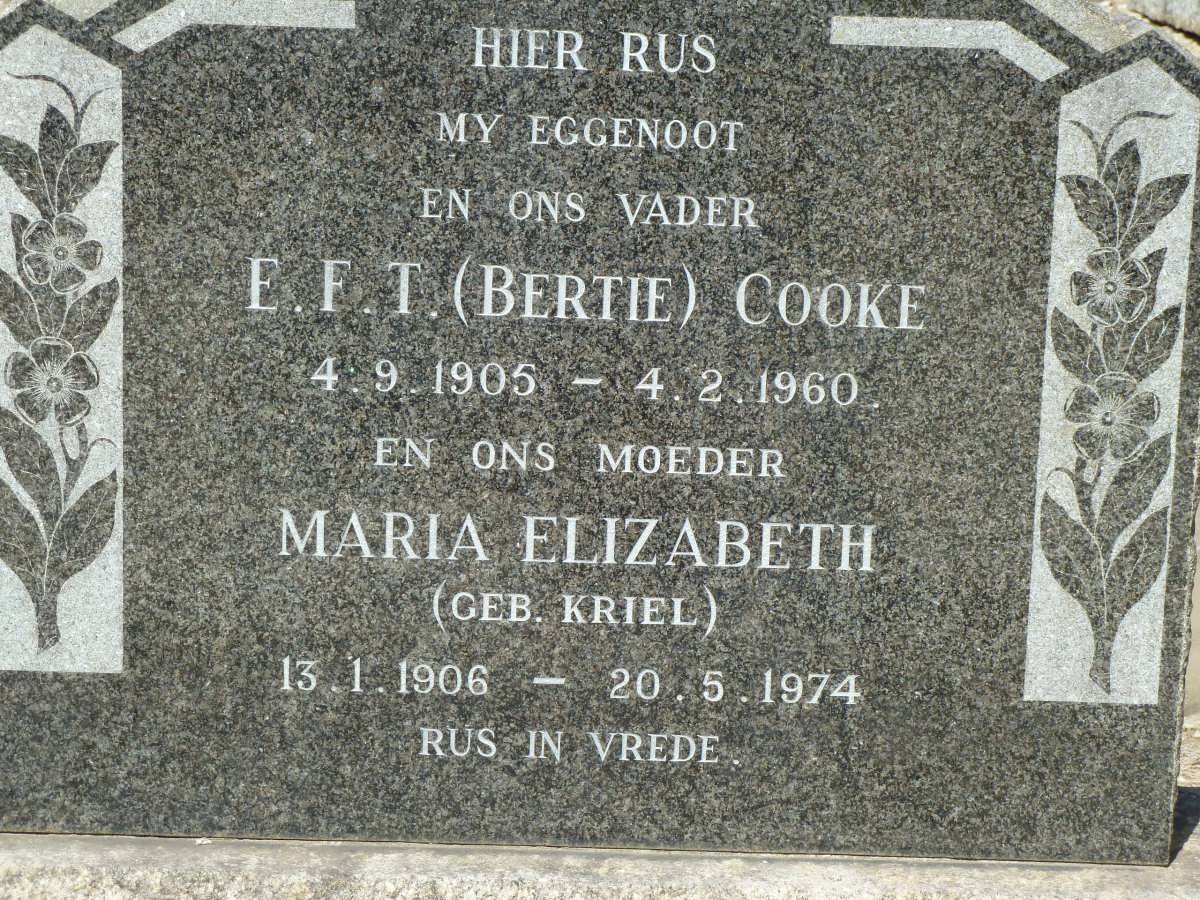 HIER RUS
MY EGGENOOT
EN ONS VADER
E.F.T. (BERTIE) COOKE
4.9.1905 – 4.2.1960.
EN ONS MOEDER
MARIA ELIZABETH
(GEB. KRIEL)
13.1.1906 – 20.5.1974
RUS IN VREDE.